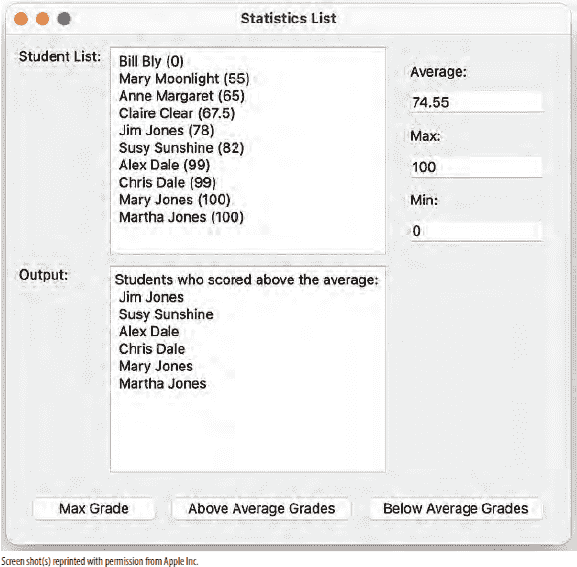 Statistics List
Student List:
Bill Bly (0)
Mary Moonlight (55)
Anne Margaret (65)
Claire Clear (67.5)
Jim Jones (78)
Susy Sunshine (82)
Alex Dale (99)
Chris Dale (99)
Mary Jones (100)
Martha Jones (100)
Average:
74.55
Max:
100
Min:
0
Output:
Students who scored above the average:
Jim Jones
Susy Sunshine
Alex Dale
Chris Dale
Mary Jones
Martha Jones
Max Grade
Above Average Grades
Below Average Grades
Screen shot(s) reprinted with permission from Apple Inc.